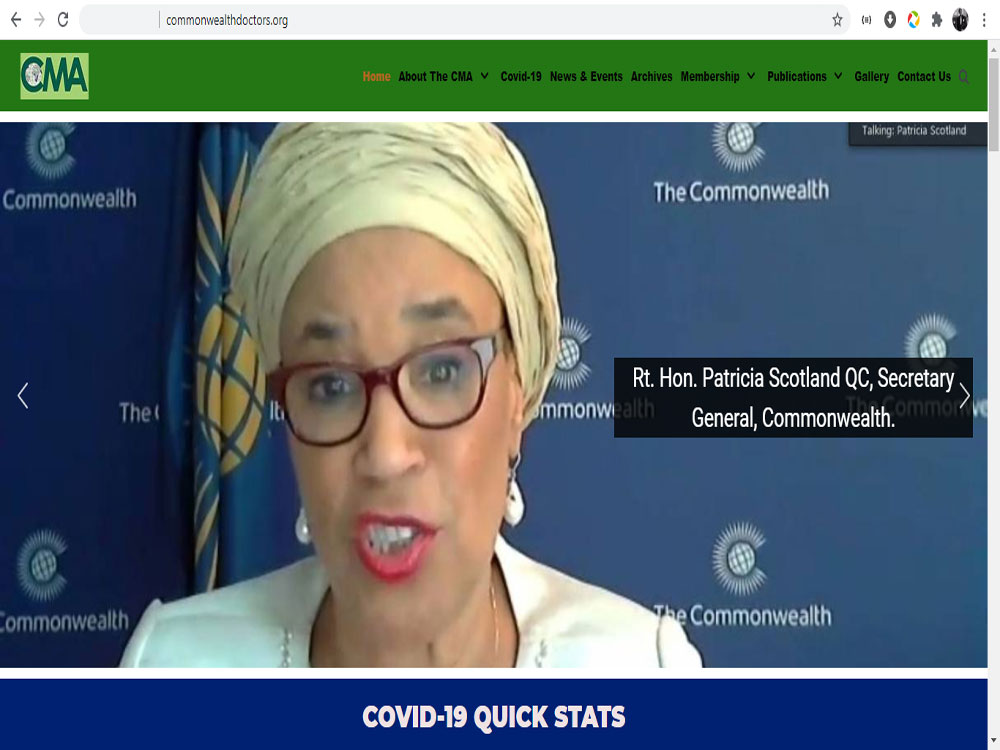 commonwealthdoctors.org
CMA
Home About The CMA Covid-19 News & Events Archives Membership Publications Gallery Contact Us
Talking: Patricia Scotland
Commonwealth
The Commonwealth
The
Rt. Hon. Patricia Scotland QC, Secretary
General, Commonwealth.
Commonwealth
The Commonwealth
COVID-19 QUICK STATS